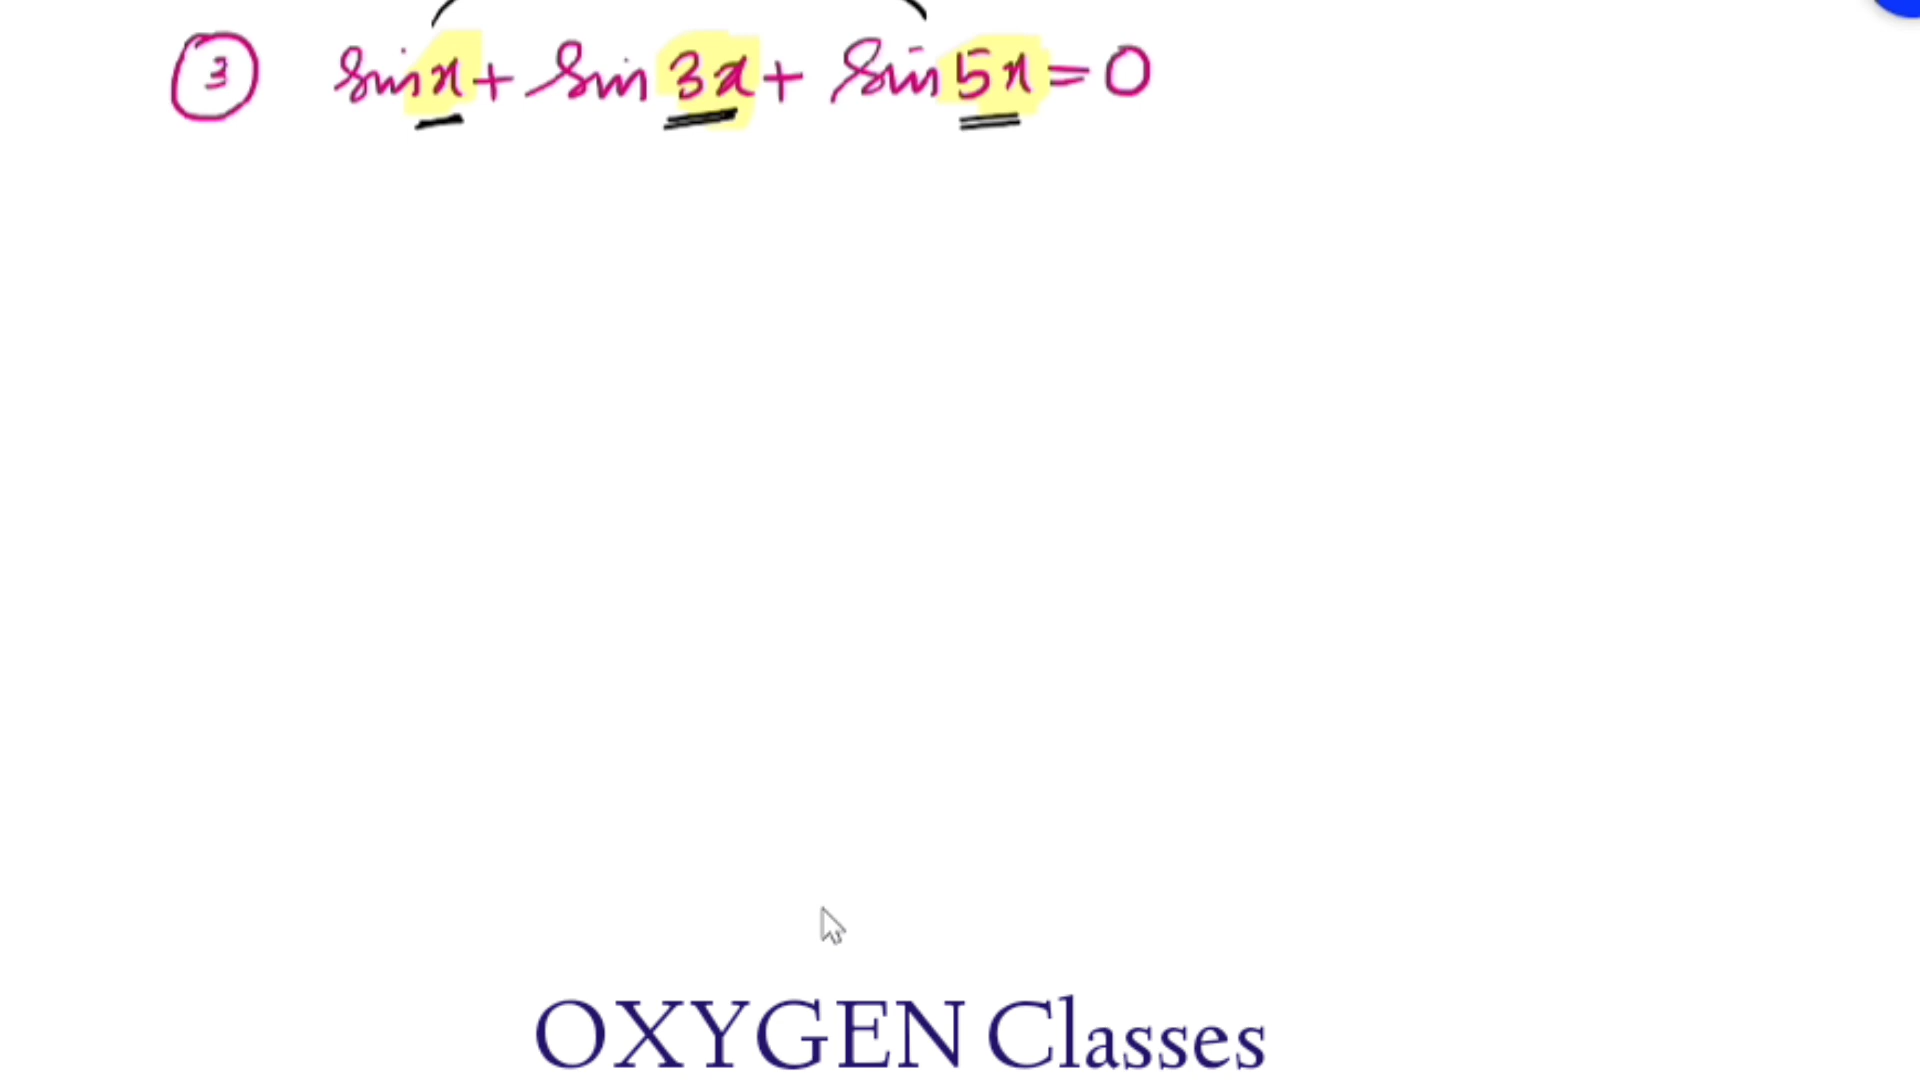 ③ sin x + sin 3x + sin 5x = 0
OXYGEN Classes